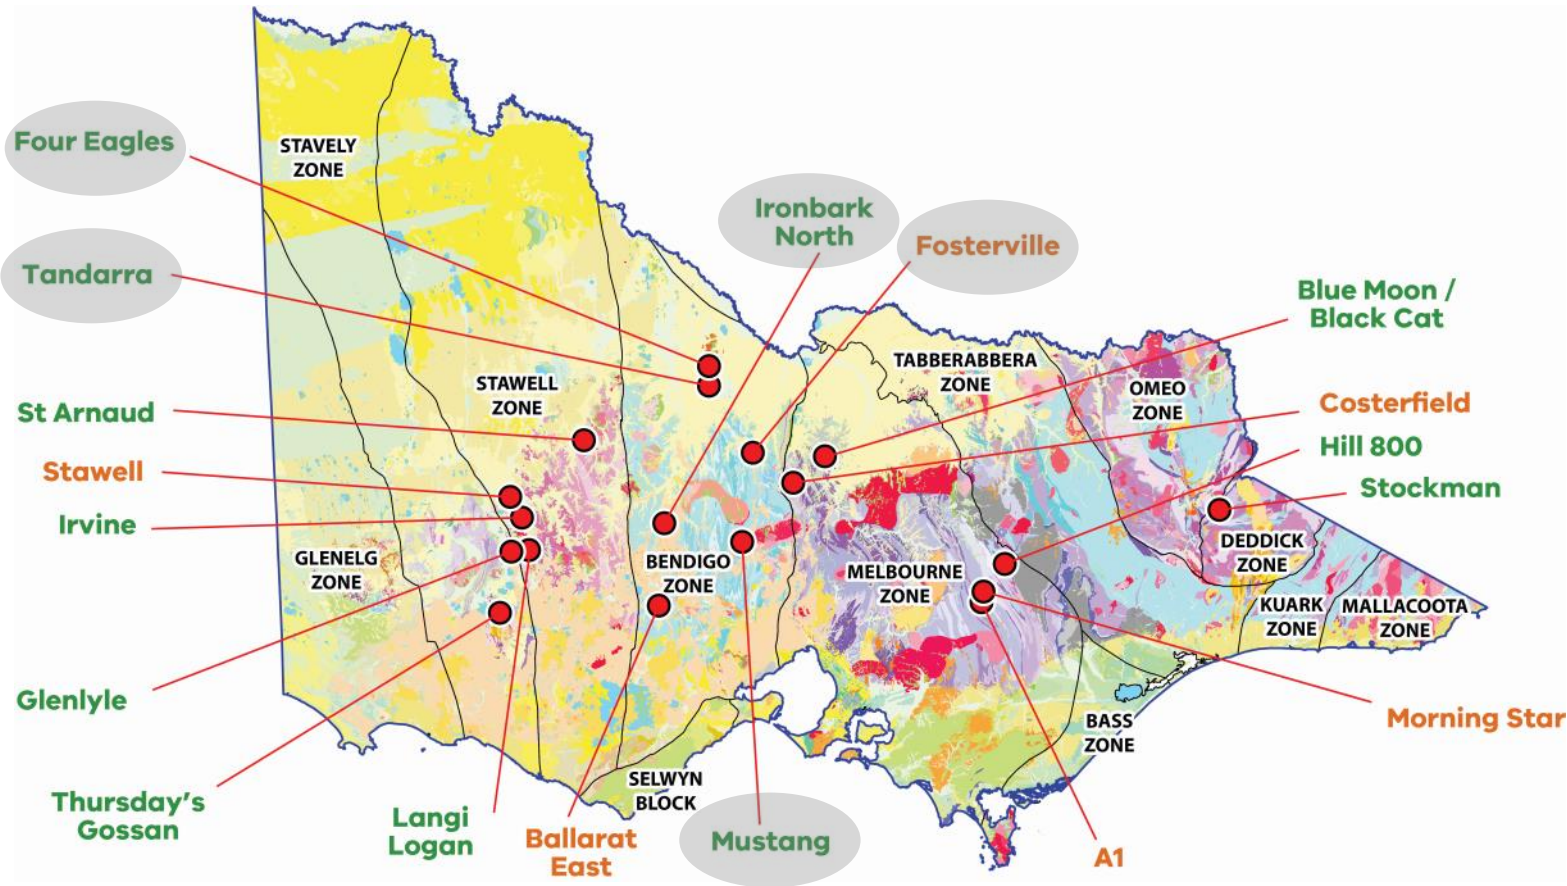 STAVELY
ZONE
Four Eagles
Ironbark
North
Fosterville
Tandarra
Blue Moon /
Black Cat
TABBERABBERA
ZONE
OMEO
ZONE
STAWELL
ZONE
St Arnaud
Costerfield
Hill 800
Stawell
Stockman
Irvine
GLENELG
ZONE
BENDIGO
ZONE
MELBOURNE
ZONE
DEDDICK
ZONE
KUARK
ZONE
MALLACOOTA
ZONE
Glenlyle
Morning Star
BASS
ZONE
SELWYN
BLOCK
Thursday's
Gossan
Langi
Logan
Ballarat
East
Mustang
A1